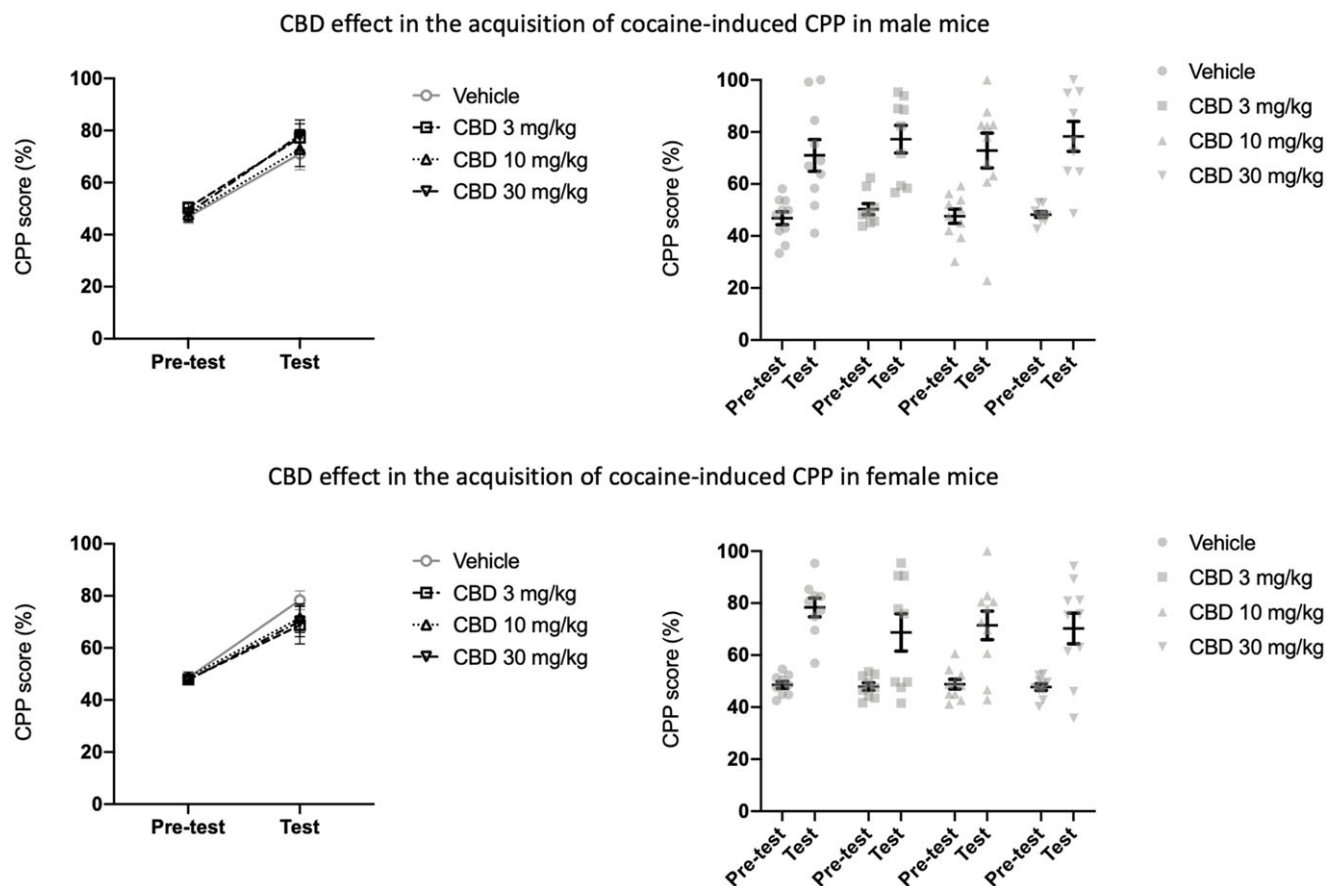 CBD effect in the acquisition of cocaine-induced CPP in male mice
CPP score (%)
100
80
60
40
20
0
Pre-test Test
Vehicle
CBD 3 mg/kg
CBD 10 mg/kg
CBD 30 mg/kg
CPP score (%)
100
80
60
40
20
0
Pre-test Test Pre-test Test Pre-test Test Pre-test Test
Vehicle
CBD 3 mg/kg
CBD 10 mg/kg
CBD 30 mg/kg
CBD effect in the acquisition of cocaine-induced CPP in female mice
CPP score (%)
100
80
60
40
20
0
Pre-test Test
Vehicle
CBD 3 mg/kg
CBD 10 mg/kg
CBD 30 mg/kg
CPP score (%)
100
80
60
40
20
0
Pre-test Test Pre-test Test Pre-test Test Pre-test Test
Vehicle
CBD 3 mg/kg
CBD 10 mg/kg
CBD 30 mg/kg